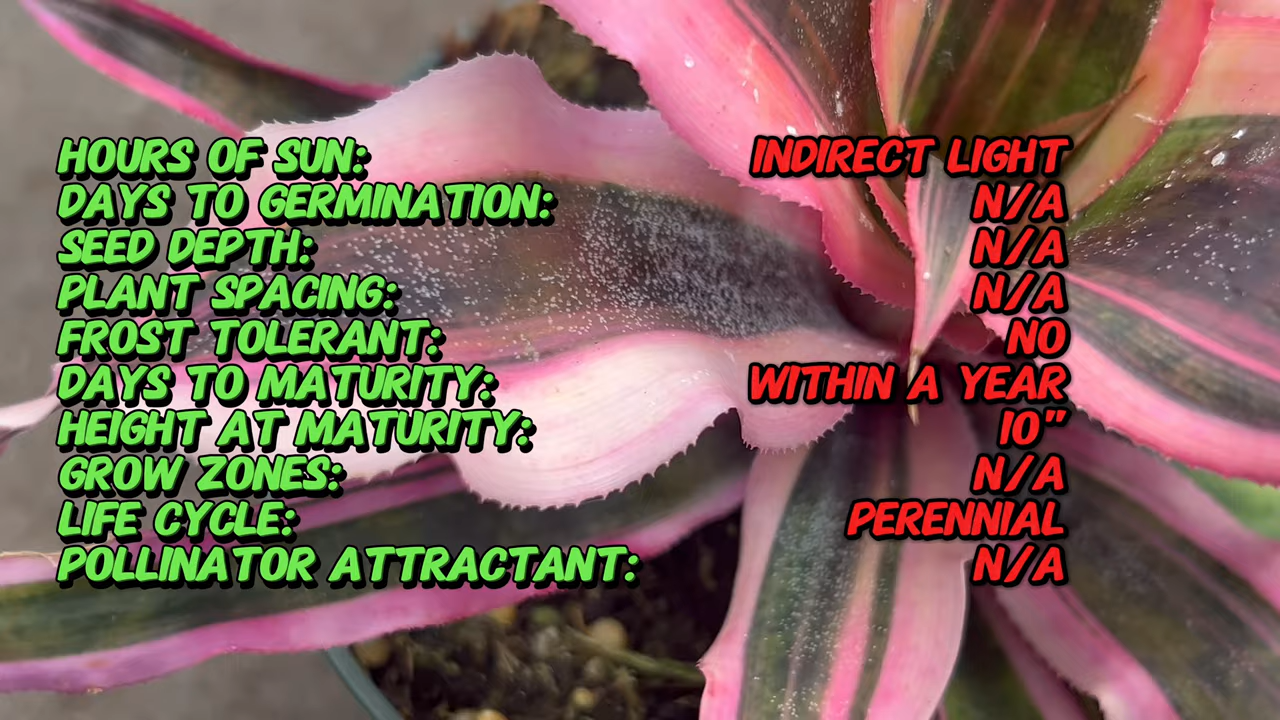 HOURS OF SUN: INDIRECT LIGHT
DAYS TO GERMINATION: N/A
SEED DEPTH: N/A
PLANT SPACING: N/A
FROST TOLERANT: NO
DAYS TO MATURITY: WITHIN A YEAR
HEIGHT AT MATURITY: 10”
GROW ZONES: N/A
LIFE CYCLE: PERENNIAL
POLLINATOR ATTRACTANT: N/A